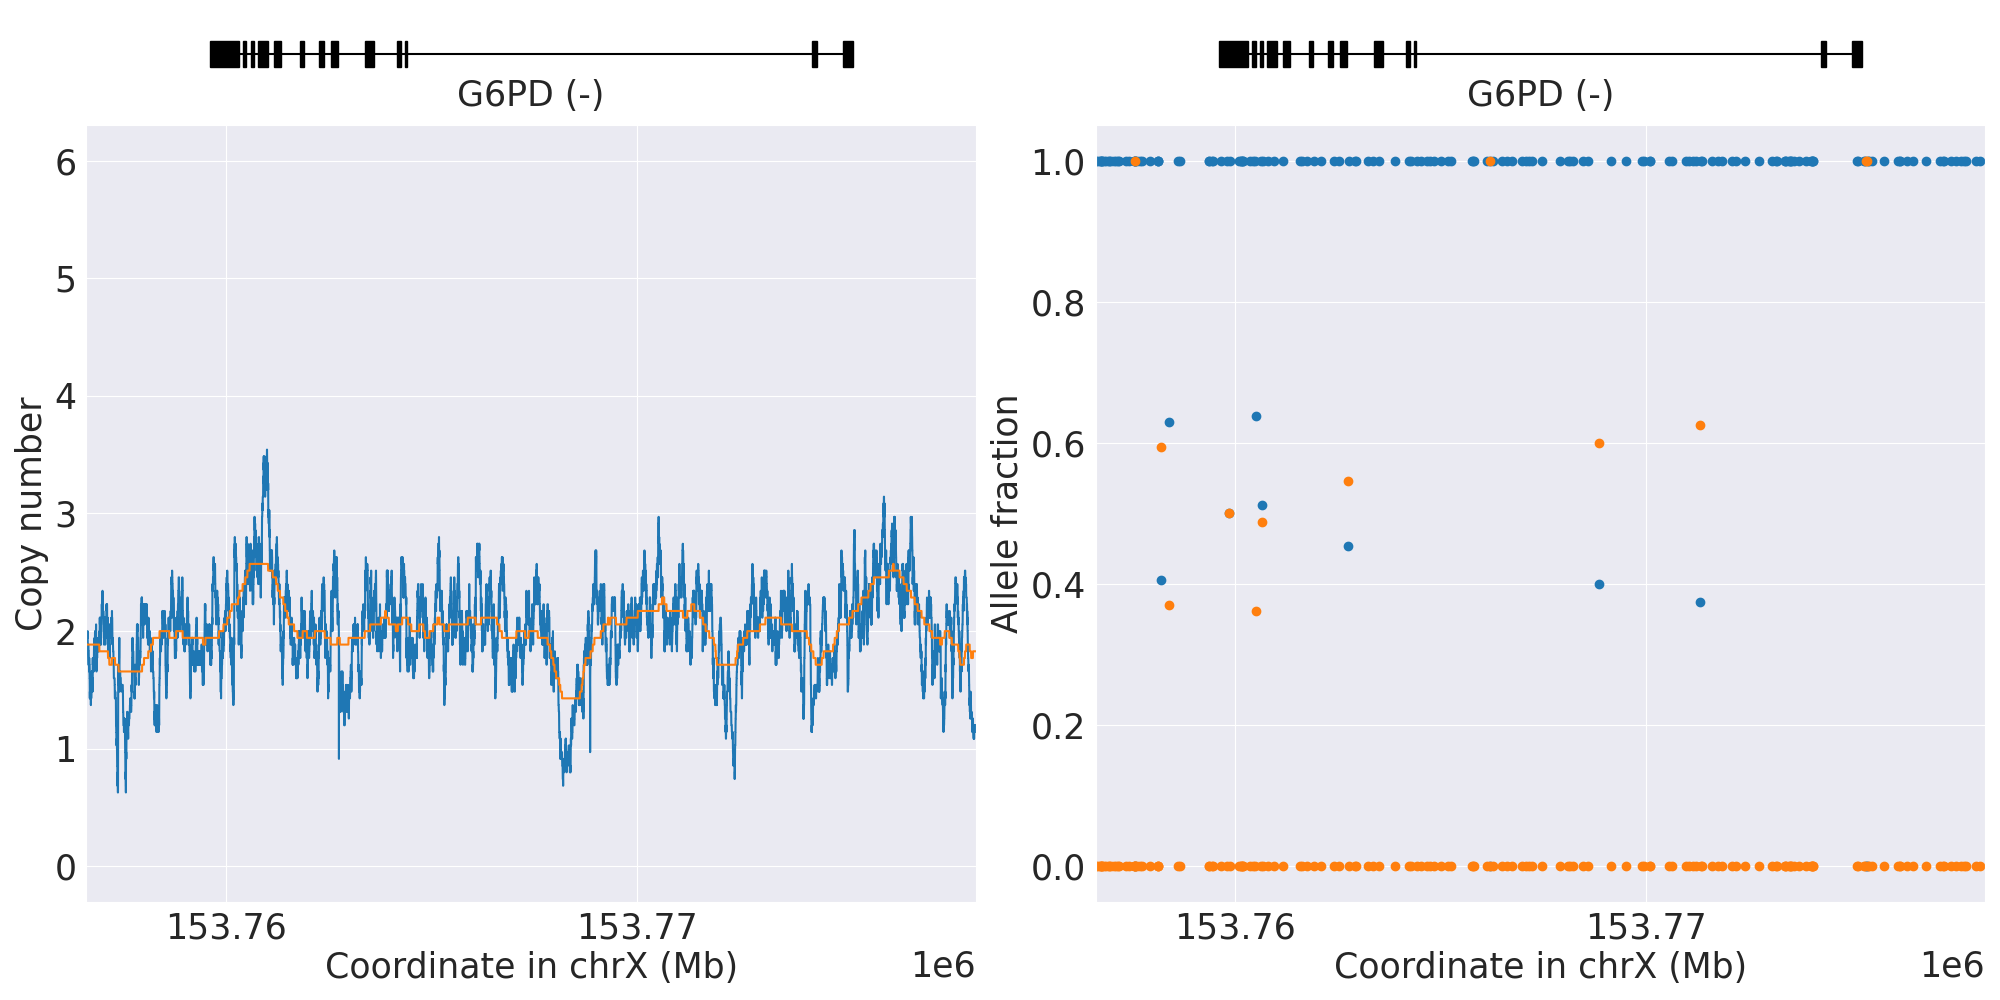 G6PD (-)
Copy number
6
5
4
3
2
1
0
153.76
153.77
Coordinate in chrX (Mb)
1e6
G6PD (-)
Allele fraction
1.0
0.8
0.6
0.4
0.2
0.0
153.76
153.77
Coordinate in chrX (Mb)
1e6